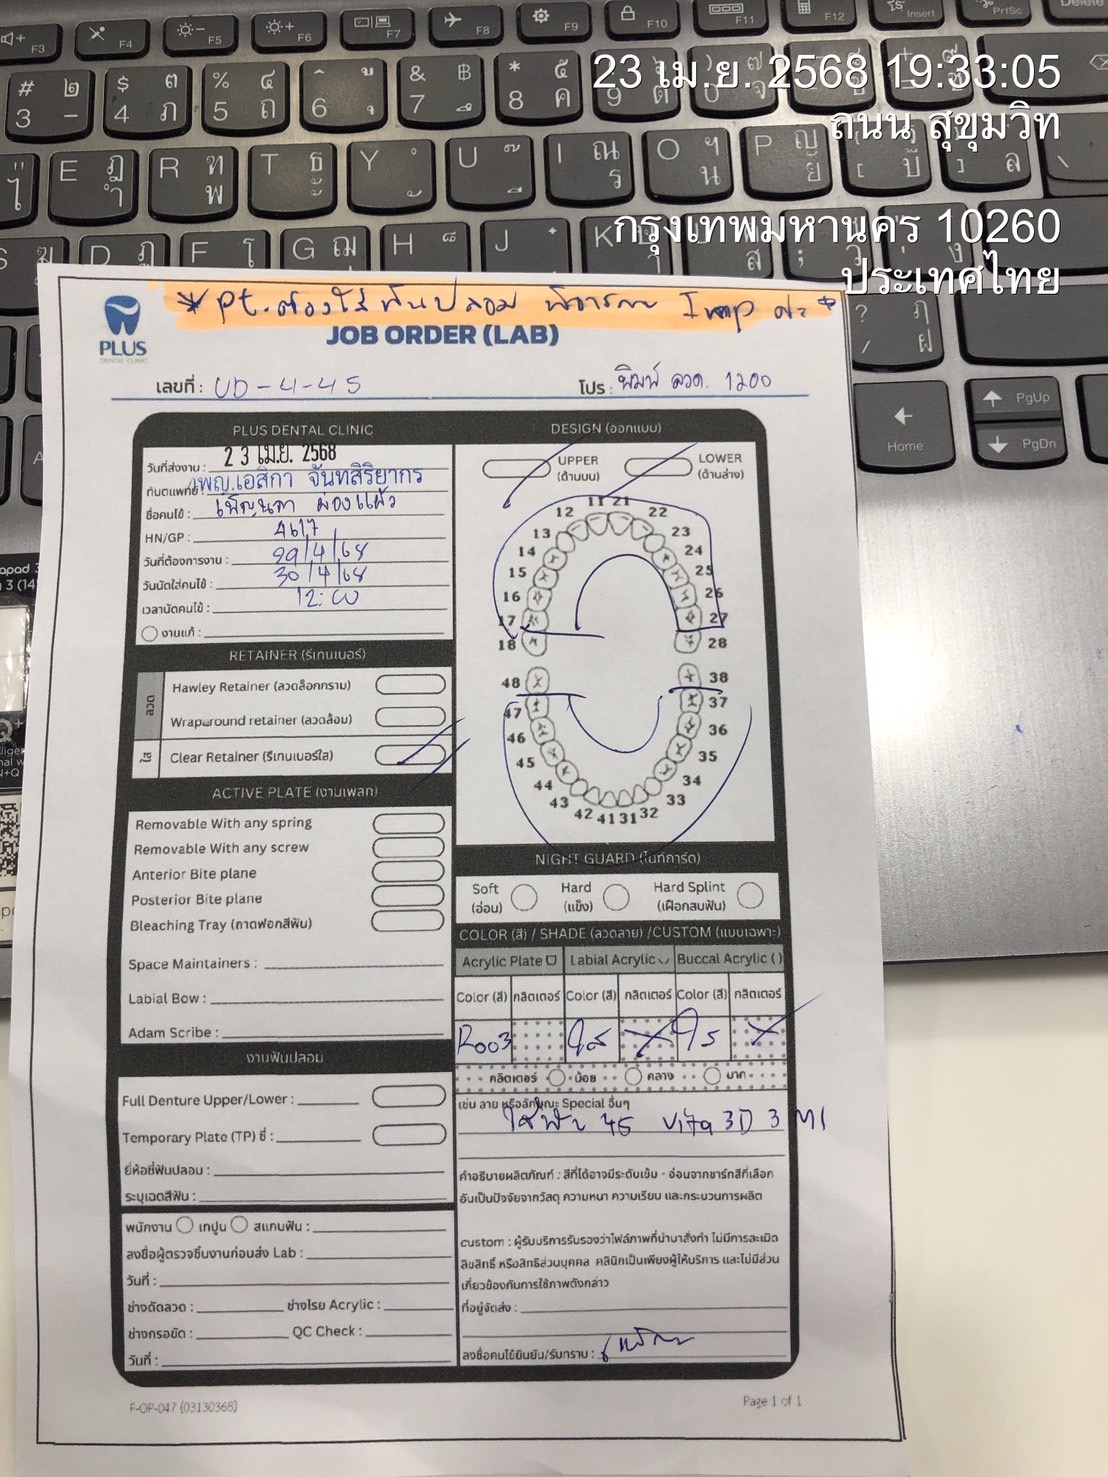 23 เม.ย. 2568 19:33:05
ถนน สุขุมวิท
กรุงเทพมหานคร 10260
ประเทศไทย
*Pt. ต้องใส่ฟันปลอม Imp
PLUS
DENTAL CLINIC
JOB ORDER (LAB)
เลขที่ : UD-4-45
โปร : พิมพ์ ลวด. 1200
PLUS DENTAL CLINIC
วันที่ส่งงาน : 23 เม.ย. 2568
ทันตแพทย์ : ทพญ.เอสิกา จันทสิริยากร
ชื่อคนไข้ : เพ็ญนภา ผ่องแผ้ว
HN/GP : 4617
วันที่ต้องการงาน : 29/4/68
วันนัดใส่คนไข้ : 30/4/68
เวลานัดคนไข้ : 12:00
งานแก้ :
RETAINER (รีเทนเนอร์)
ลวด
Hawley Retainer (ลวดล็อกกราม)
Wraparound retainer (ลวดล้อม)
ใส
Clear Retainer (รีเทนเนอร์ใส)
ACTIVE PLATE (งานเพลท)
Removable With any spring
Removable With any screw
Anterior Bite plane
Posterior Bite plane
Bleaching Tray (ถาดฟอกสีฟัน)
Space Maintainers :
Labial Bow :
Adam Scribe :
งานฟันปลอม
Full Denture Upper/Lower :
Temporary Plate (TP) ซี่ :
ยี่ห้อซี่ฟันปลอม :
ระบุเฉดสีฟัน :
พนักงาน เทปูน สแกนฟัน :
ลงชื่อผู้ตรวจชิ้นงานก่อนส่ง Lab :
วันที่ :
ช่างดัดลวด : ช่างโรย Acrylic :
ช่างกรอขัด : QC Check :
วันที่ :
DESIGN (ออกแบบ)
UPPER (ด้านบน)
LOWER (ด้านล่าง)
11 21
12 22
13 23
14 24
15 25
16 26
17 27
18 28
48 38
47 37
46 36
45 35
44 34
43 33
42 41 31 32
NIGHT GUARD (ไนท์การ์ด)
Soft (อ่อน)
Hard (แข็ง)
Hard Splint (เฝือกสบฟัน)
COLOR (สี) / SHADE (ลวดลาย) /CUSTOM (แบบเฉพาะ)
Acrylic Plate Labial Acrylic Buccal Acrylic ( )
Color (สี) กลิตเตอร์ Color (สี) กลิตเตอร์ Color (สี) กลิตเตอร์
R003 ใส ใส
กลิตเตอร์ น้อย กลาง มาก
เช่น ลาย หรือลักษณะ Special อื่นๆ
ใส่ฟัน 45 Vita 3D 3 M1
คำอธิบายผลิตภัณฑ์ : สีที่ได้อาจมีระดับเข้ม - อ่อนจากชาร์ทสีที่เลือก
อันเป็นปัจจัยจากวัสดุ ความหนา ความเรียบ และกระบวนการผลิต
custom : ผู้รับบริการรับรองว่าไฟล์ภาพที่นำมาสั่งทำ ไม่มีการละเมิด
ลิขสิทธิ์ หรือสิทธิส่วนบุคคล คลินิกเป็นเพียงผู้ให้บริการ และไม่มีส่วน
เกี่ยวข้องกับการใช้ภาพดังกล่าว
ที่อยู่จัดส่ง :
ลงชื่อคนไข้ยืนยัน/รับทราบ :
F-OP-047 (03130368)
Page 1 of 1